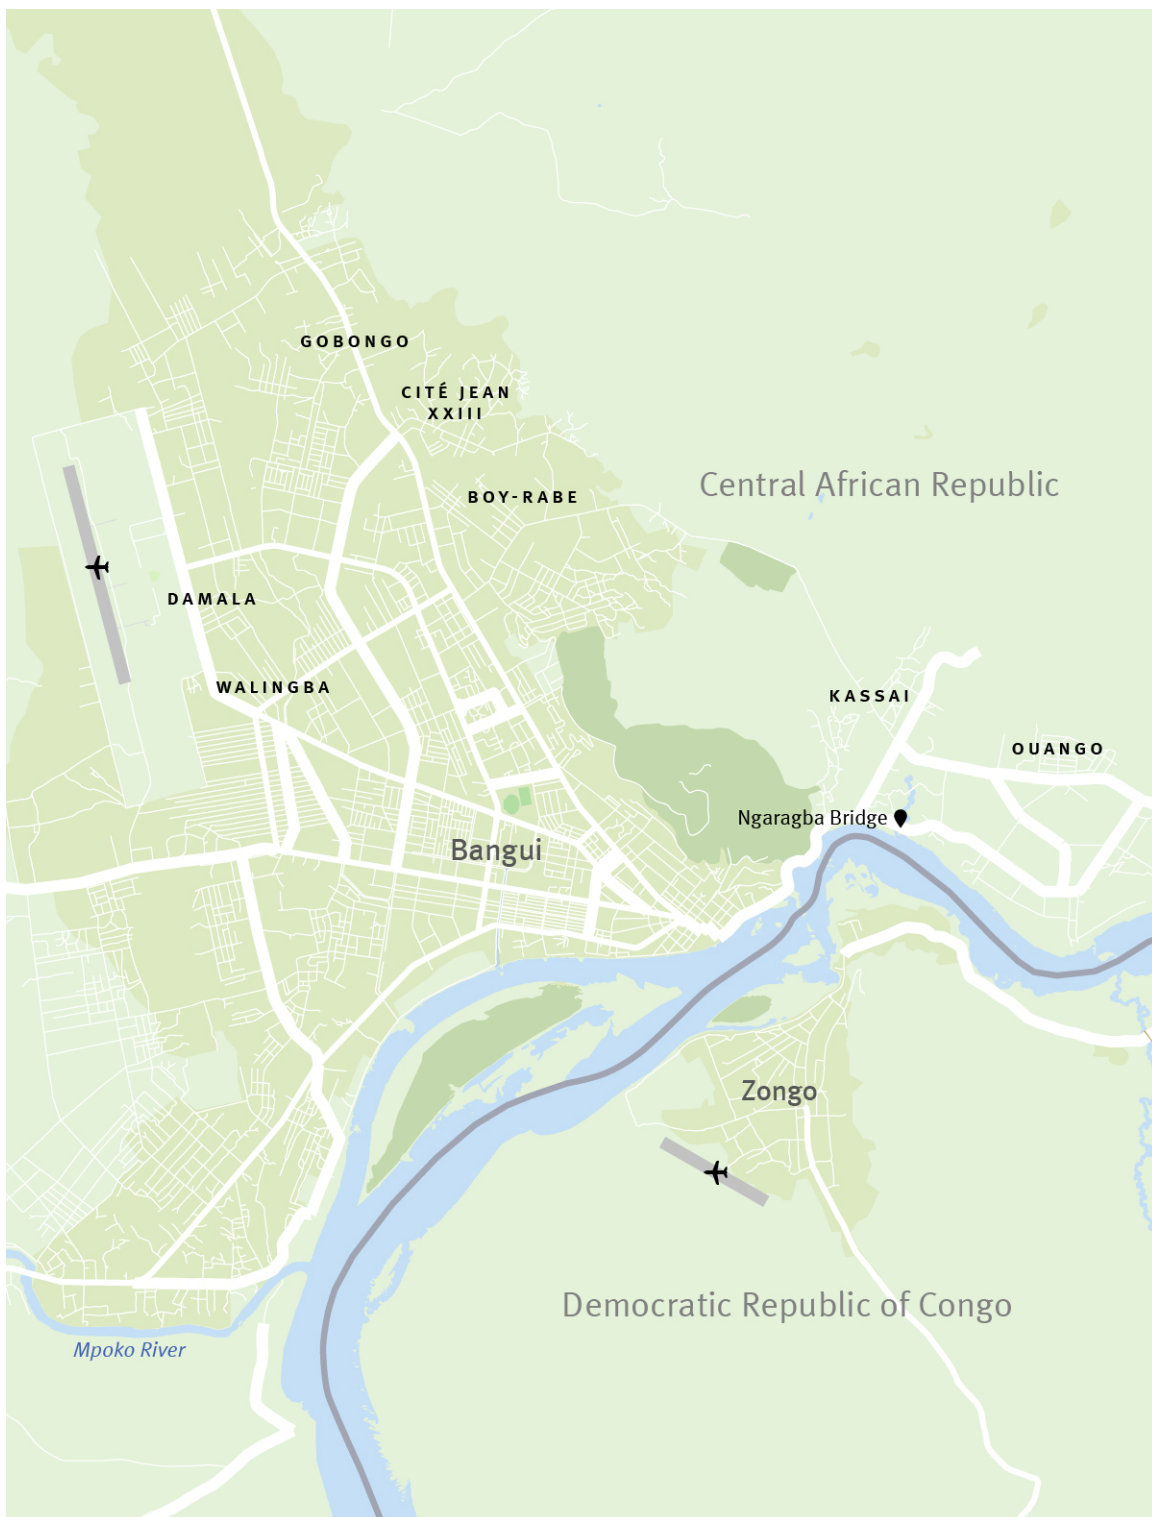 GOBONGO
CITÉ JEAN
XXIII
Central African Republic
BOY-RABE
DAMALA
WALINGBA
KASSAI
OUANGO
Ngaragba Bridge
Bangui
Zongo
Democratic Republic of Congo
Mpoko River